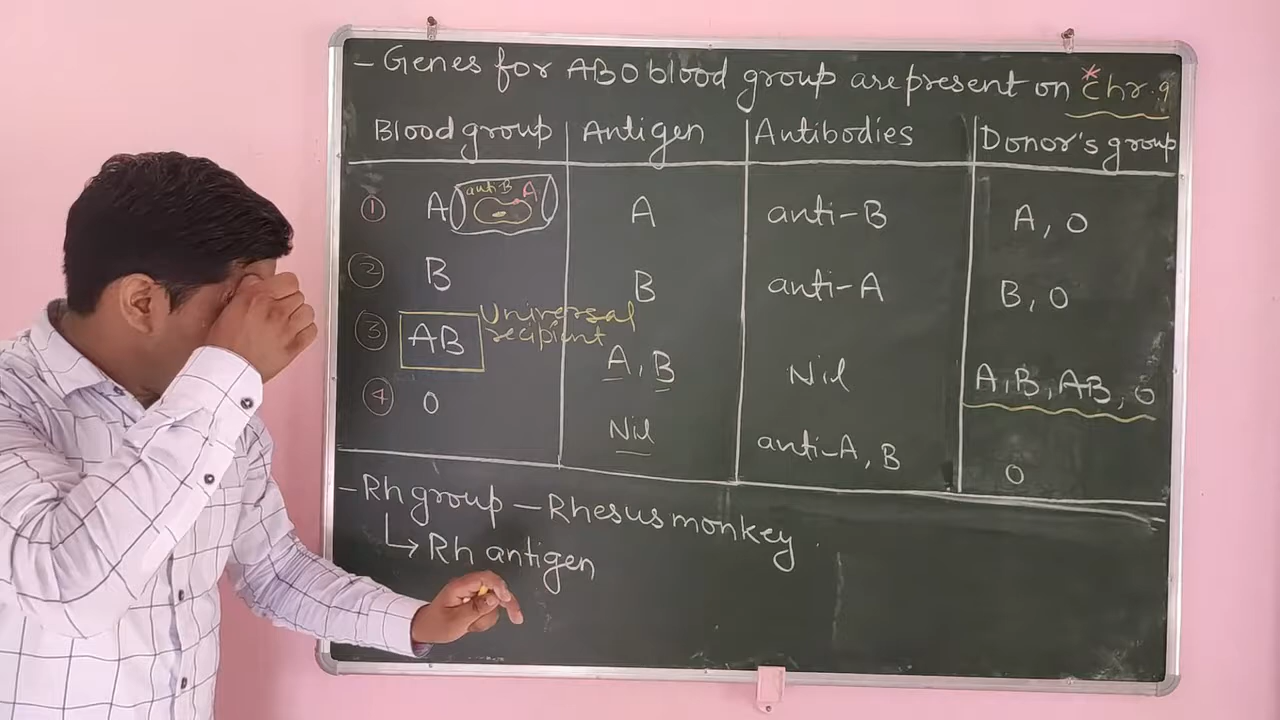 - Genes for ABO blood group are present on *Chr.9
Blood group Antigen Antibodies Donor's group
① A anti-B A A anti-B A, O
② B B anti-A B, O
③ AB Universal recipient A, B Nil A, B, AB, O
④ O Nil anti-A, B O
- Rh group - Rhesus monkey
↳ Rh antigen